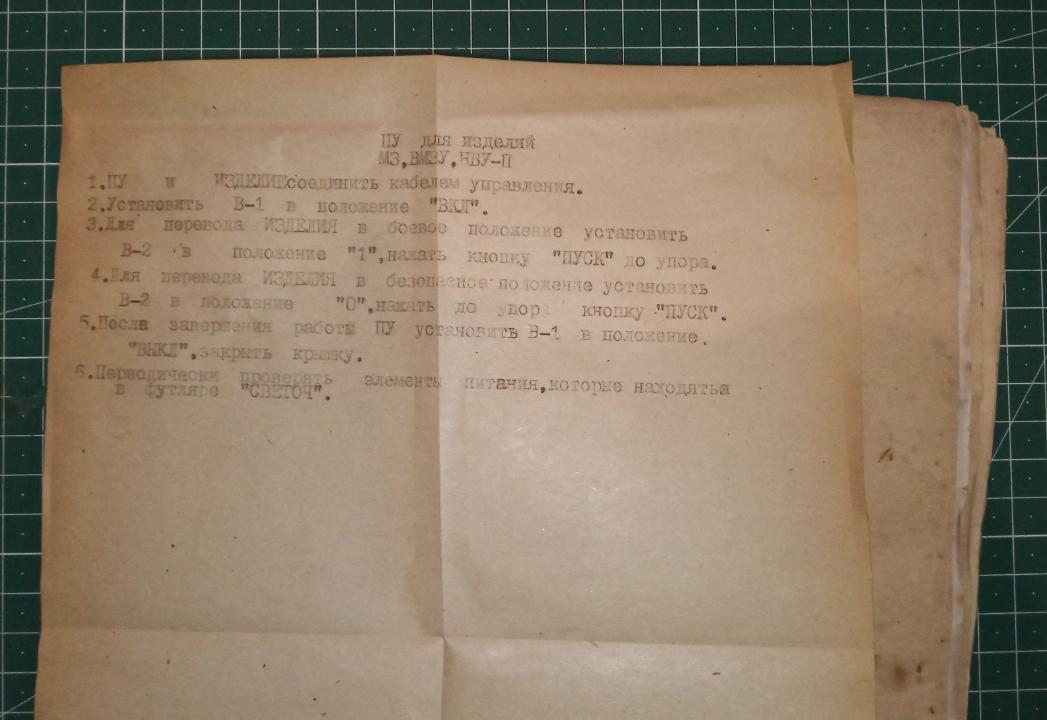 ПУ для изделий
МЗ,ВМЗУ,НВУ-П
1.ПУ и ИЗДЕЛИЕсоединить кабелем управления.
2.Установить В-1 в положение "ВКЛ".
3.Для перевода ИЗДЕЛИЯ в боевое положение установить
В-2 в положение "1",нажать кнопку "ПУСК" до упора.
4.Для перевода ИЗДЕЛИЯ в безопасное положение установить
В-2 в положение "0",нажать до упора кнопку "ПУСК".
5.После завершения работы ПУ установить В-1 в положение.
"ВЫКЛ",закрыть крышку.
6.Периодически проверять элементы питания,которые находятьа
в футляре "СВЕТОЧ".